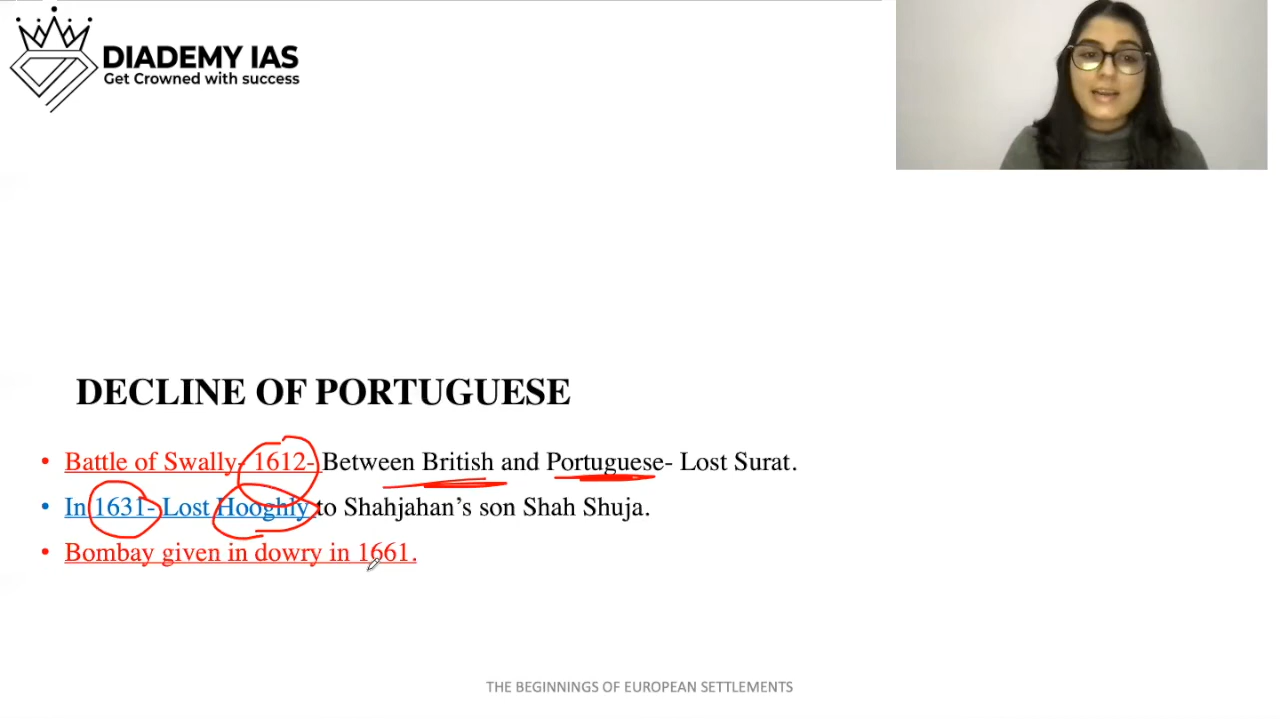 DIADEMY IAS
Get Crowned with success
DECLINE OF PORTUGUESE
• Battle of Swally- 1612- Between British and Portuguese- Lost Surat.
• In 1631- Lost Hooghly to Shahjahan’s son Shah Shuja.
• Bombay given in dowry in 1661.
THE BEGINNINGS OF EUROPEAN SETTLEMENTS